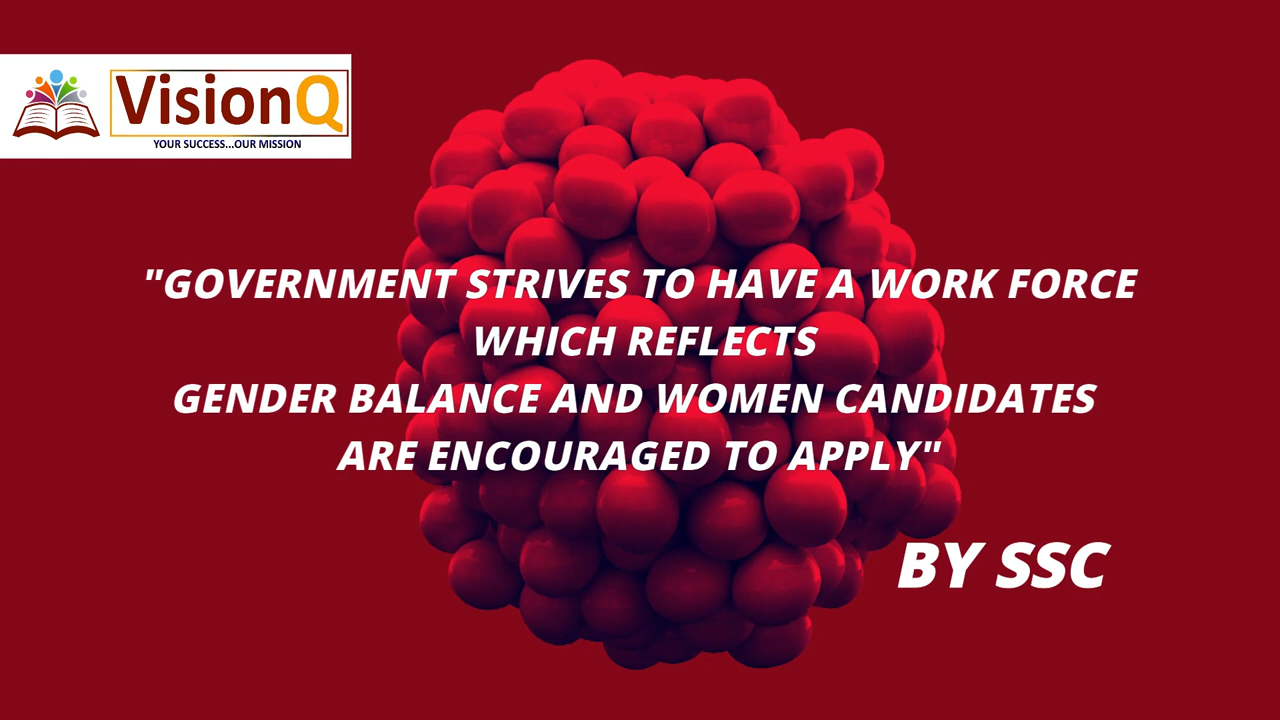 VisionQ
YOUR SUCCESS...OUR MISSION
"GOVERNMENT STRIVES TO HAVE A WORK FORCE
WHICH REFLECTS
GENDER BALANCE AND WOMEN CANDIDATES
ARE ENCOURAGED TO APPLY"
BY SSC